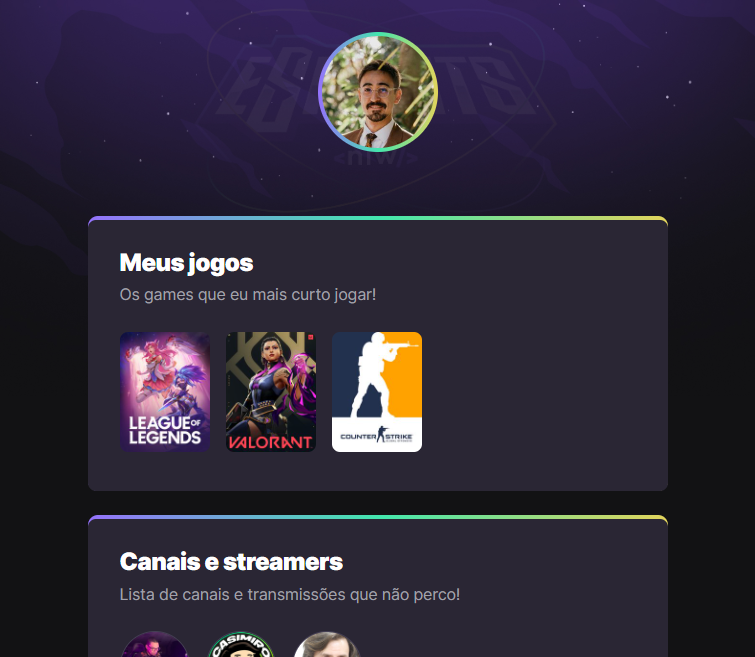 <nlw/>
Meus jogos
Os games que eu mais curto jogar!
LEAGUE OF
LEGENDS
VALORANT
COUNTER STRIKE
Canais e streamers
Lista de canais e transmissões que não perco!
CASIMIRO